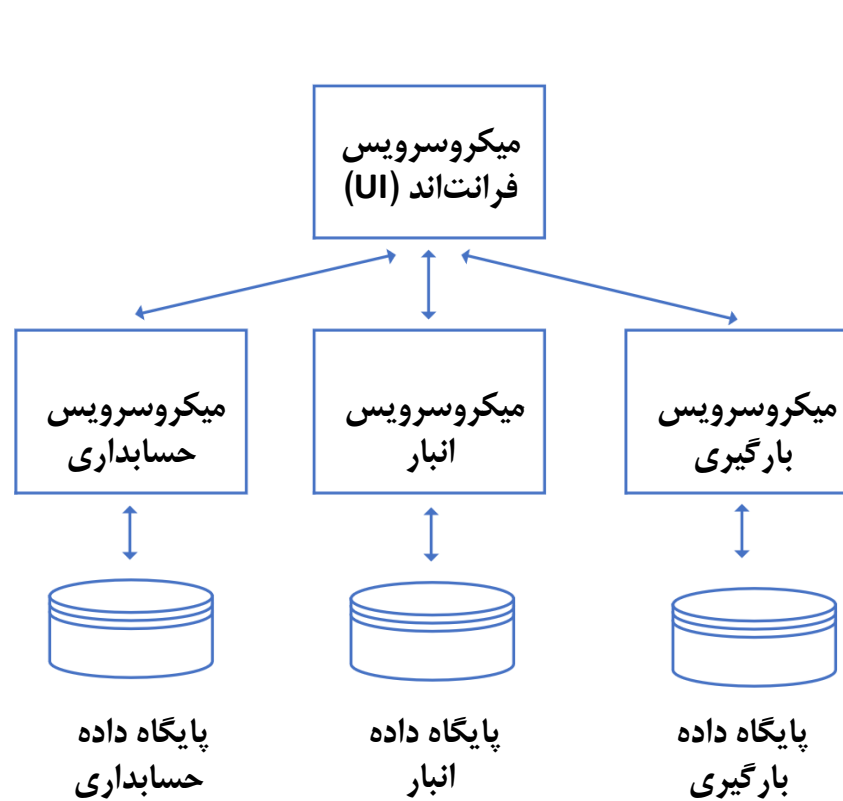 میکروسرویس
فرانت‌اند (UI)
میکروسرویس
بارگیری
میکروسرویس
انبار
میکروسرویس
حسابداری
پایگاه داده
بارگیری
پایگاه داده
انبار
پایگاه داده
حسابداری